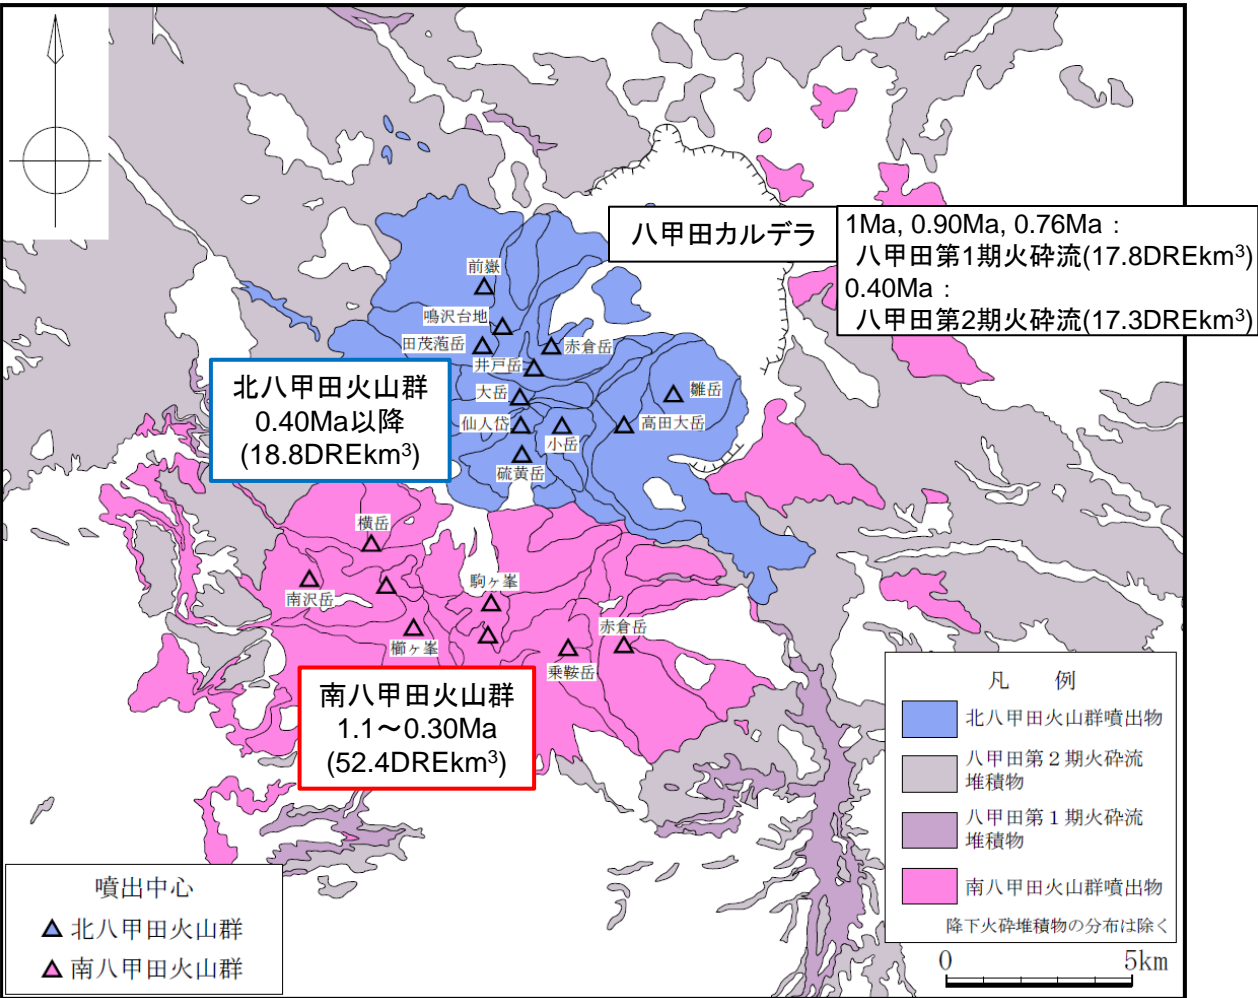 八甲田カルデラ
1Ma, 0.90Ma, 0.76Ma：
八甲田第1期火砕流(17.8DREkm³)
0.40Ma：
八甲田第2期火砕流(17.3DREkm³)
前嶽
鳴沢台地
田茂萢岳
赤倉岳
井戸岳
大岳
雛岳
仙人岱
小岳
高田大岳
硫黄岳
北八甲田火山群
0.40Ma以降
(18.8DREkm³)
横岳
南沢岳
駒ヶ峯
櫛ヶ峯
赤倉岳
乗鞍岳
南八甲田火山群
1.1～0.30Ma
(52.4DREkm³)
凡　例
北八甲田火山群噴出物
八甲田第２期火砕流
堆積物
八甲田第１期火砕流
堆積物
南八甲田火山群噴出物
降下火砕堆積物の分布は除く
噴出中心
北八甲田火山群
南八甲田火山群
0 5km